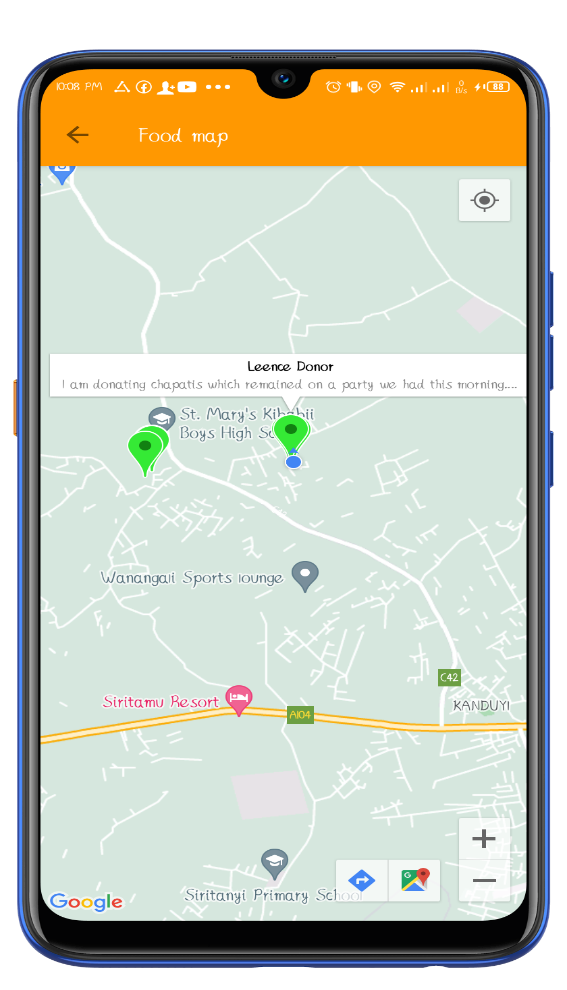 10:08 PM
0
B/s
88
Food map
Leence Donor
I am donating chapatis which remained on a party we had this morning....
St. Mary's Kibabii
Boys High Sc
Wanangali Sports lounge
C42
KANDUYI
Siritamu Resort
A104
Siritanyi Primary School
Google